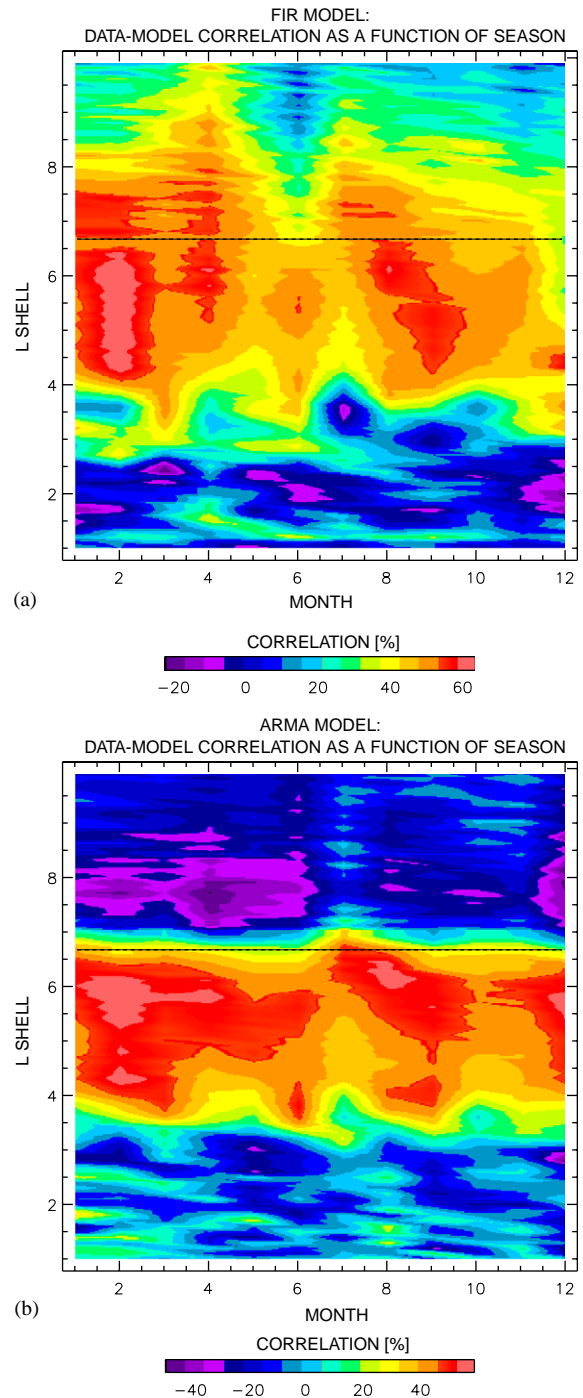 FIR MODEL:
DATA-MODEL CORRELATION AS A FUNCTION OF SEASON
8
6
4
2
L SHELL
2 4 6 8 10 12
MONTH
(a)
CORRELATION [%]
−20 0 20 40 60
ARMA MODEL:
DATA-MODEL CORRELATION AS A FUNCTION OF SEASON
8
6
4
2
L SHELL
2 4 6 8 10 12
MONTH
(b)
CORRELATION [%]
−40 −20 0 20 40